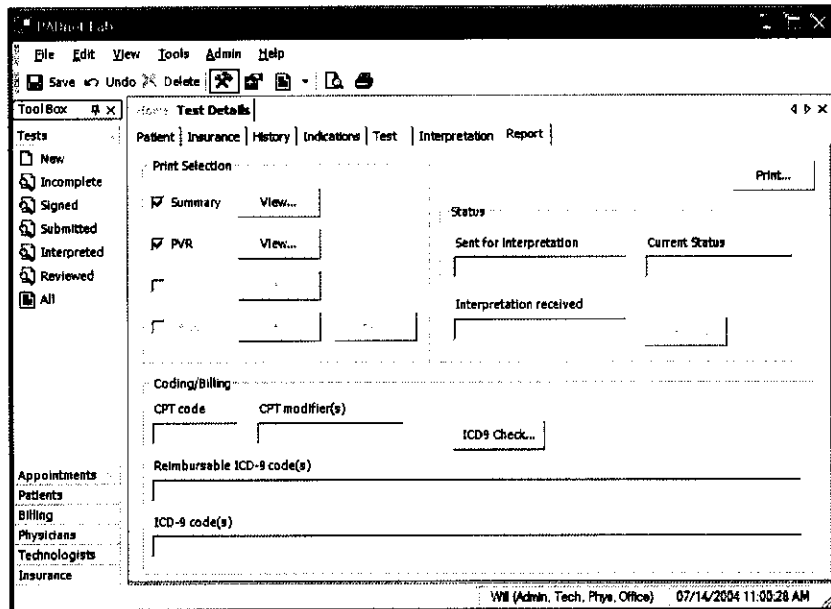 PADnet Lab
File Edit View Tools Admin Help
Save Undo Delete
ToolBox
Home Test Details
Tests
Patient Insurance History Indications Test Interpretation Report
New
Incomplete
Signed
Submitted
Interpreted
Reviewed
All
Print Selection
Print...
Summary View...
PVR View...
Status
Sent for Interpretation Current Status
Interpretation received
Coding/Billing
CPT code CPT modifier(s)
ICD9 Check...
Reimbursable ICD-9 code(s)
ICD-9 code(s)
Appointments
Patients
Billing
Physicians
Technologists
Insurance
Will (Admin, Tech, Phys, Office) 07/14/2004 11:00:28 AM